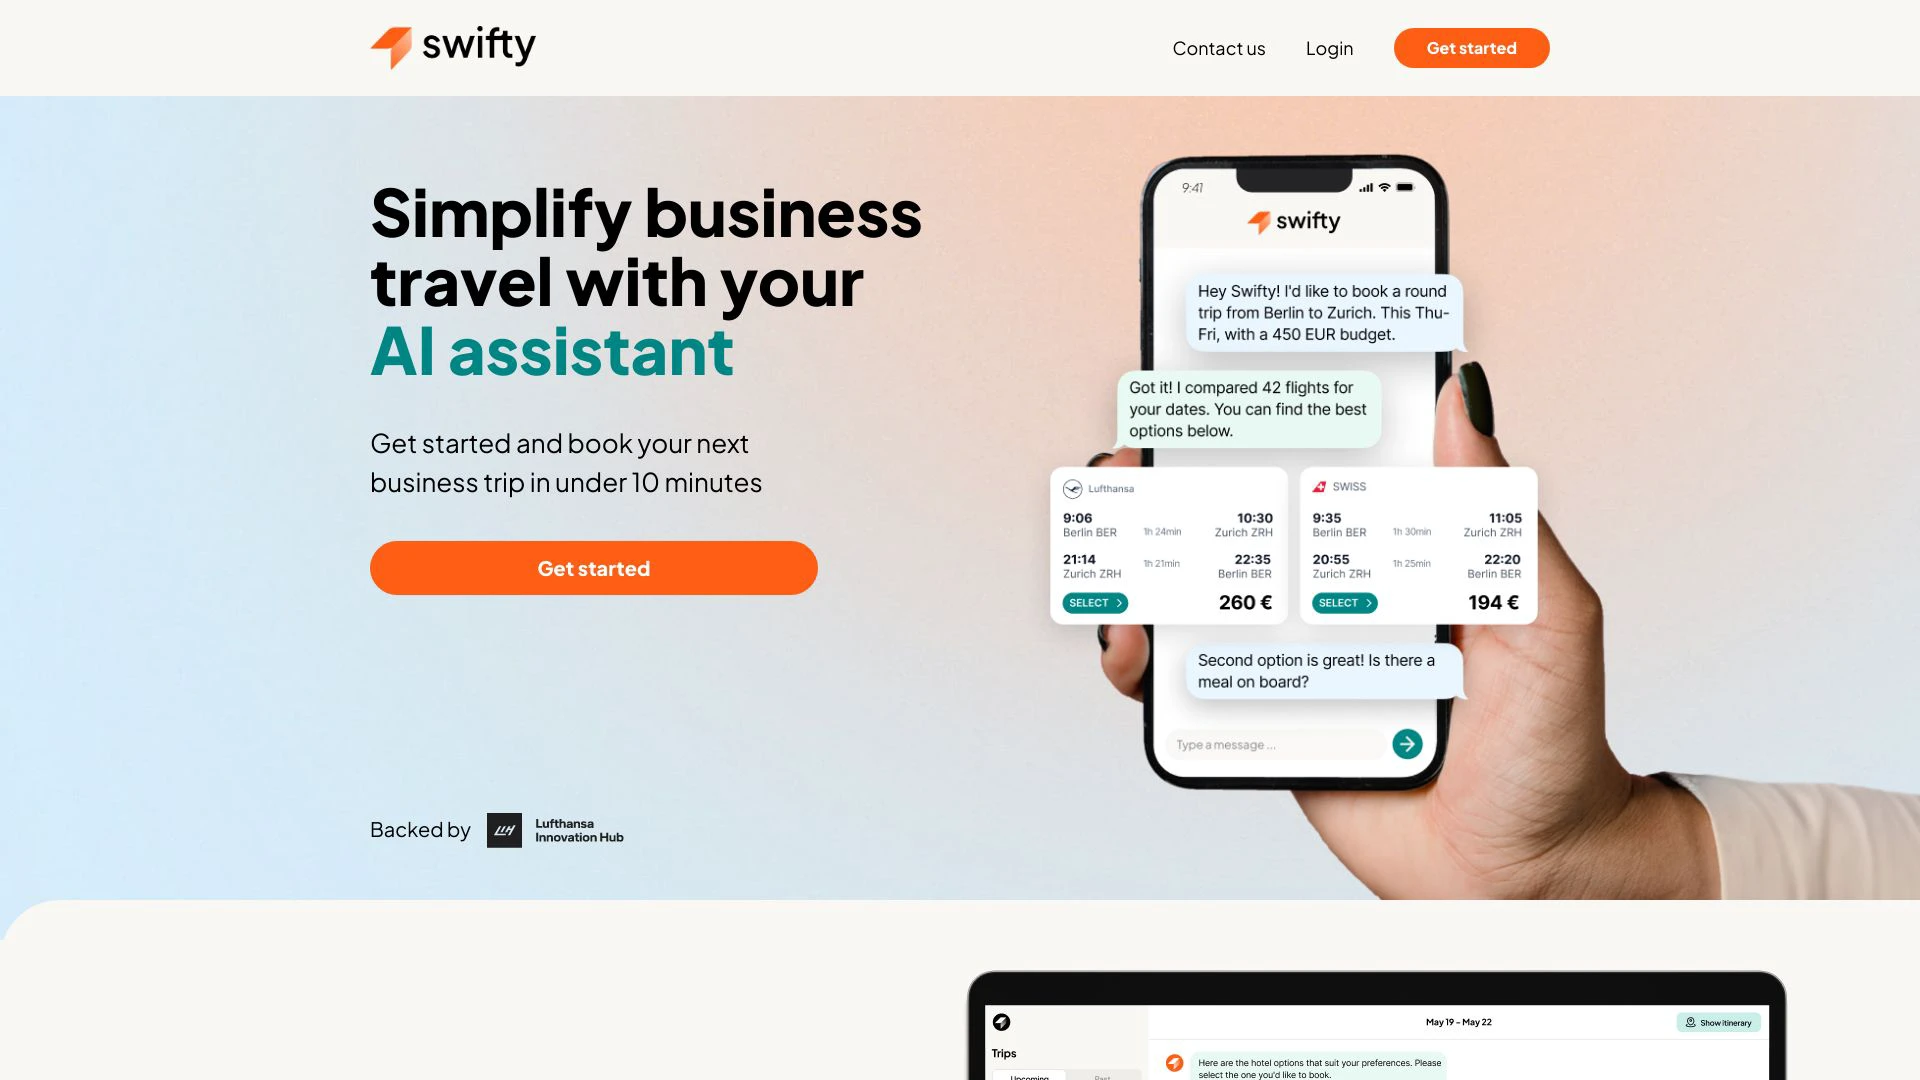 swifty
Contact us
Login
Get started
Simplify business
travel with your
AI assistant
Get started and book your next
business trip in under 10 minutes
Get started
Backed by
Lufthansa
Innovation Hub
9:41
swifty
Hey Swifty! I'd like to book a round
trip from Berlin to Zurich. This Thu-
Fri, with a 450 EUR budget.
Got it! I compared 42 flights for
your dates. You can find the best
options below.
Lufthansa
9:06
10:30
Berlin BER
1h 24min
Zurich ZRH
21:14
22:35
Zurich ZRH
1h 21min
Berlin BER
SELECT
260 €
SWISS
9:35
11:05
Berlin BER
1h 30min
Zurich ZRH
20:55
22:20
Zurich ZRH
1h 25min
Berlin BER
SELECT
194 €
Second option is great! Is there a
meal on board?
Type a message ...
May 19 - May 22
Show itinerary
Trips
Upcoming
Past
Here are the hotel options that suit your preferences. Please
select the one you'd like to book.